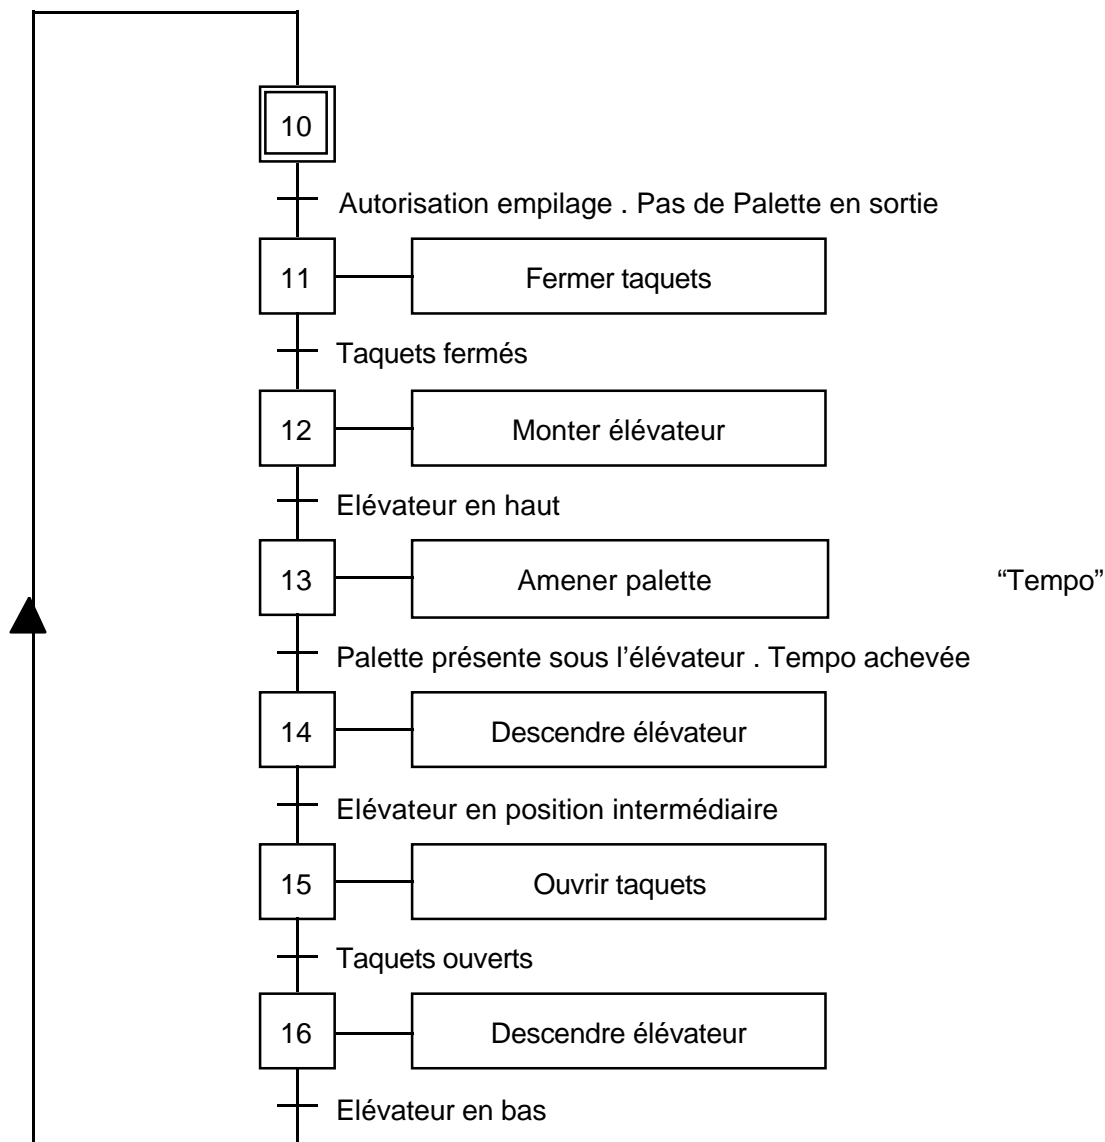 10
Autorisation empilage . Pas de Palette en sortie
11 Fermer taquets
Taquets fermés
12 Monter élévateur
Elévateur en haut
13 Amener palette “Tempo”
Palette présente sous l’élévateur . Tempo achevée
14 Descendre élévateur
Elévateur en position intermédiaire
15 Ouvrir taquets
Taquets ouverts
16 Descendre élévateur
Elévateur en bas